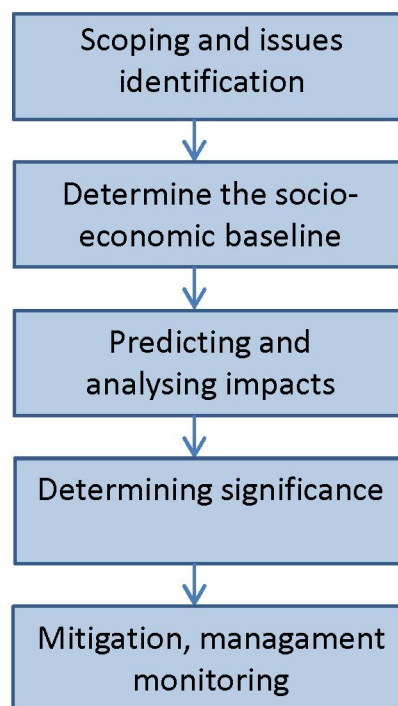 Scoping and issues
identification
Determine the socio-
economic baseline
Predicting and
analysing impacts
Determining significance
Mitigation, managament
monitoring